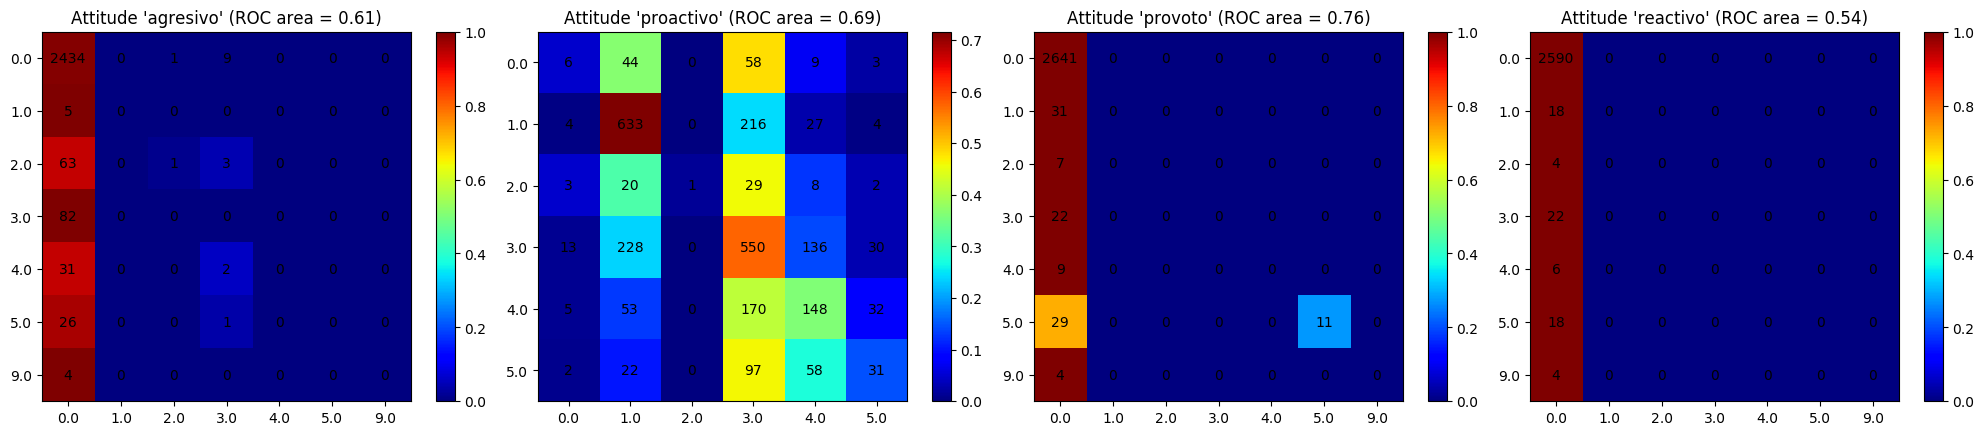 Attitude 'agresivo' (ROC area = 0.61)
0.0 2434 0 1 9 0 0 0
1.0 5 0 0 0 0 0 0
2.0 63 0 1 3 0 0 0
3.0 82 0 0 0 0 0 0
4.0 31 0 0 2 0 0 0
5.0 26 0 0 1 0 0 0
9.0 4 0 0 0 0 0 0
0.0 1.0 2.0 3.0 4.0 5.0 9.0
1.0
0.8
0.6
0.4
0.2
0.0
Attitude 'proactivo' (ROC area = 0.69)
0.0 6 44 0 58 9 3
1.0 4 633 0 216 27 4
2.0 3 20 1 29 8 2
3.0 13 228 0 550 136 30
4.0 5 53 0 170 148 32
5.0 2 22 0 97 58 31
0.0 1.0 2.0 3.0 4.0 5.0
0.7
0.6
0.5
0.4
0.3
0.2
0.1
0.0
Attitude 'provoto' (ROC area = 0.76)
0.0 2641 0 0 0 0 0 0
1.0 31 0 0 0 0 0 0
2.0 7 0 0 0 0 0 0
3.0 22 0 0 0 0 0 0
4.0 9 0 0 0 0 0 0
5.0 29 0 0 0 0 11 0
9.0 4 0 0 0 0 0 0
0.0 1.0 2.0 3.0 4.0 5.0 9.0
1.0
0.8
0.6
0.4
0.2
0.0
Attitude 'reactivo' (ROC area = 0.54)
0.0 2590 0 0 0 0 0 0
1.0 18 0 0 0 0 0 0
2.0 4 0 0 0 0 0 0
3.0 22 0 0 0 0 0 0
4.0 6 0 0 0 0 0 0
5.0 18 0 0 0 0 0 0
9.0 4 0 0 0 0 0 0
0.0 1.0 2.0 3.0 4.0 5.0 9.0
1.0
0.8
0.6
0.4
0.2
0.0